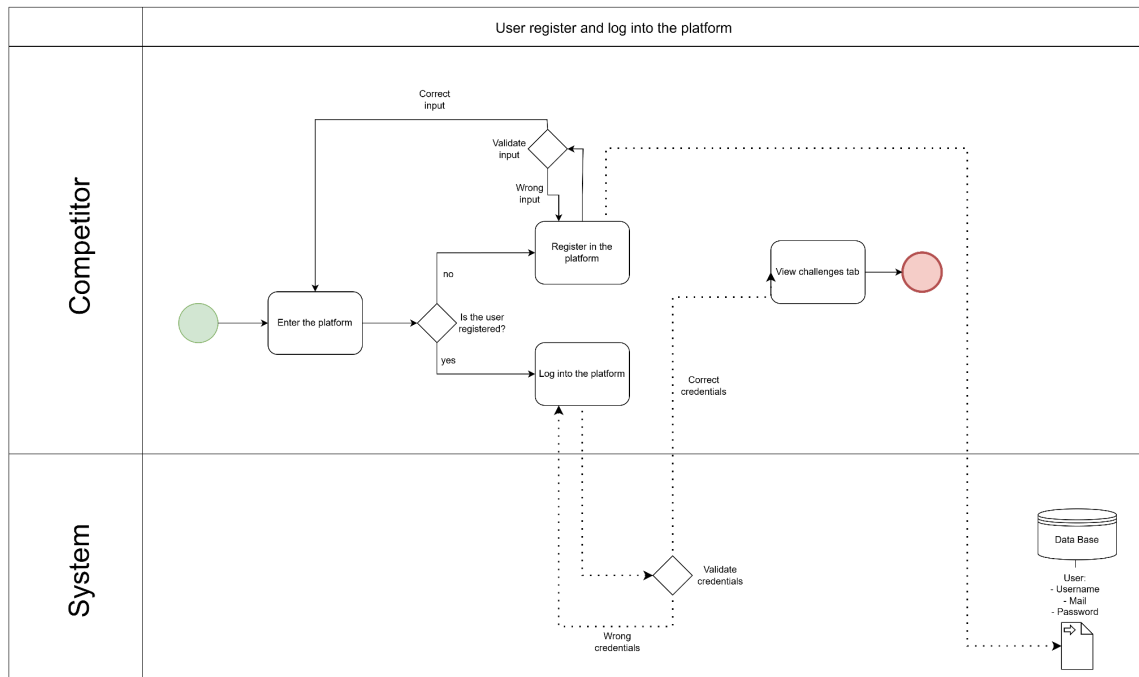 User register and log into the platform
Competitor
Correct
input
Validate
input
Wrong
input
Register in the
platform
no
View challenges tab
Enter the platform
Is the user
registered?
yes
Log into the platform
Correct
credentials
System
Data Base
Validate
credentials
User:
- Username
- Mail
- Password
Wrong
credentials